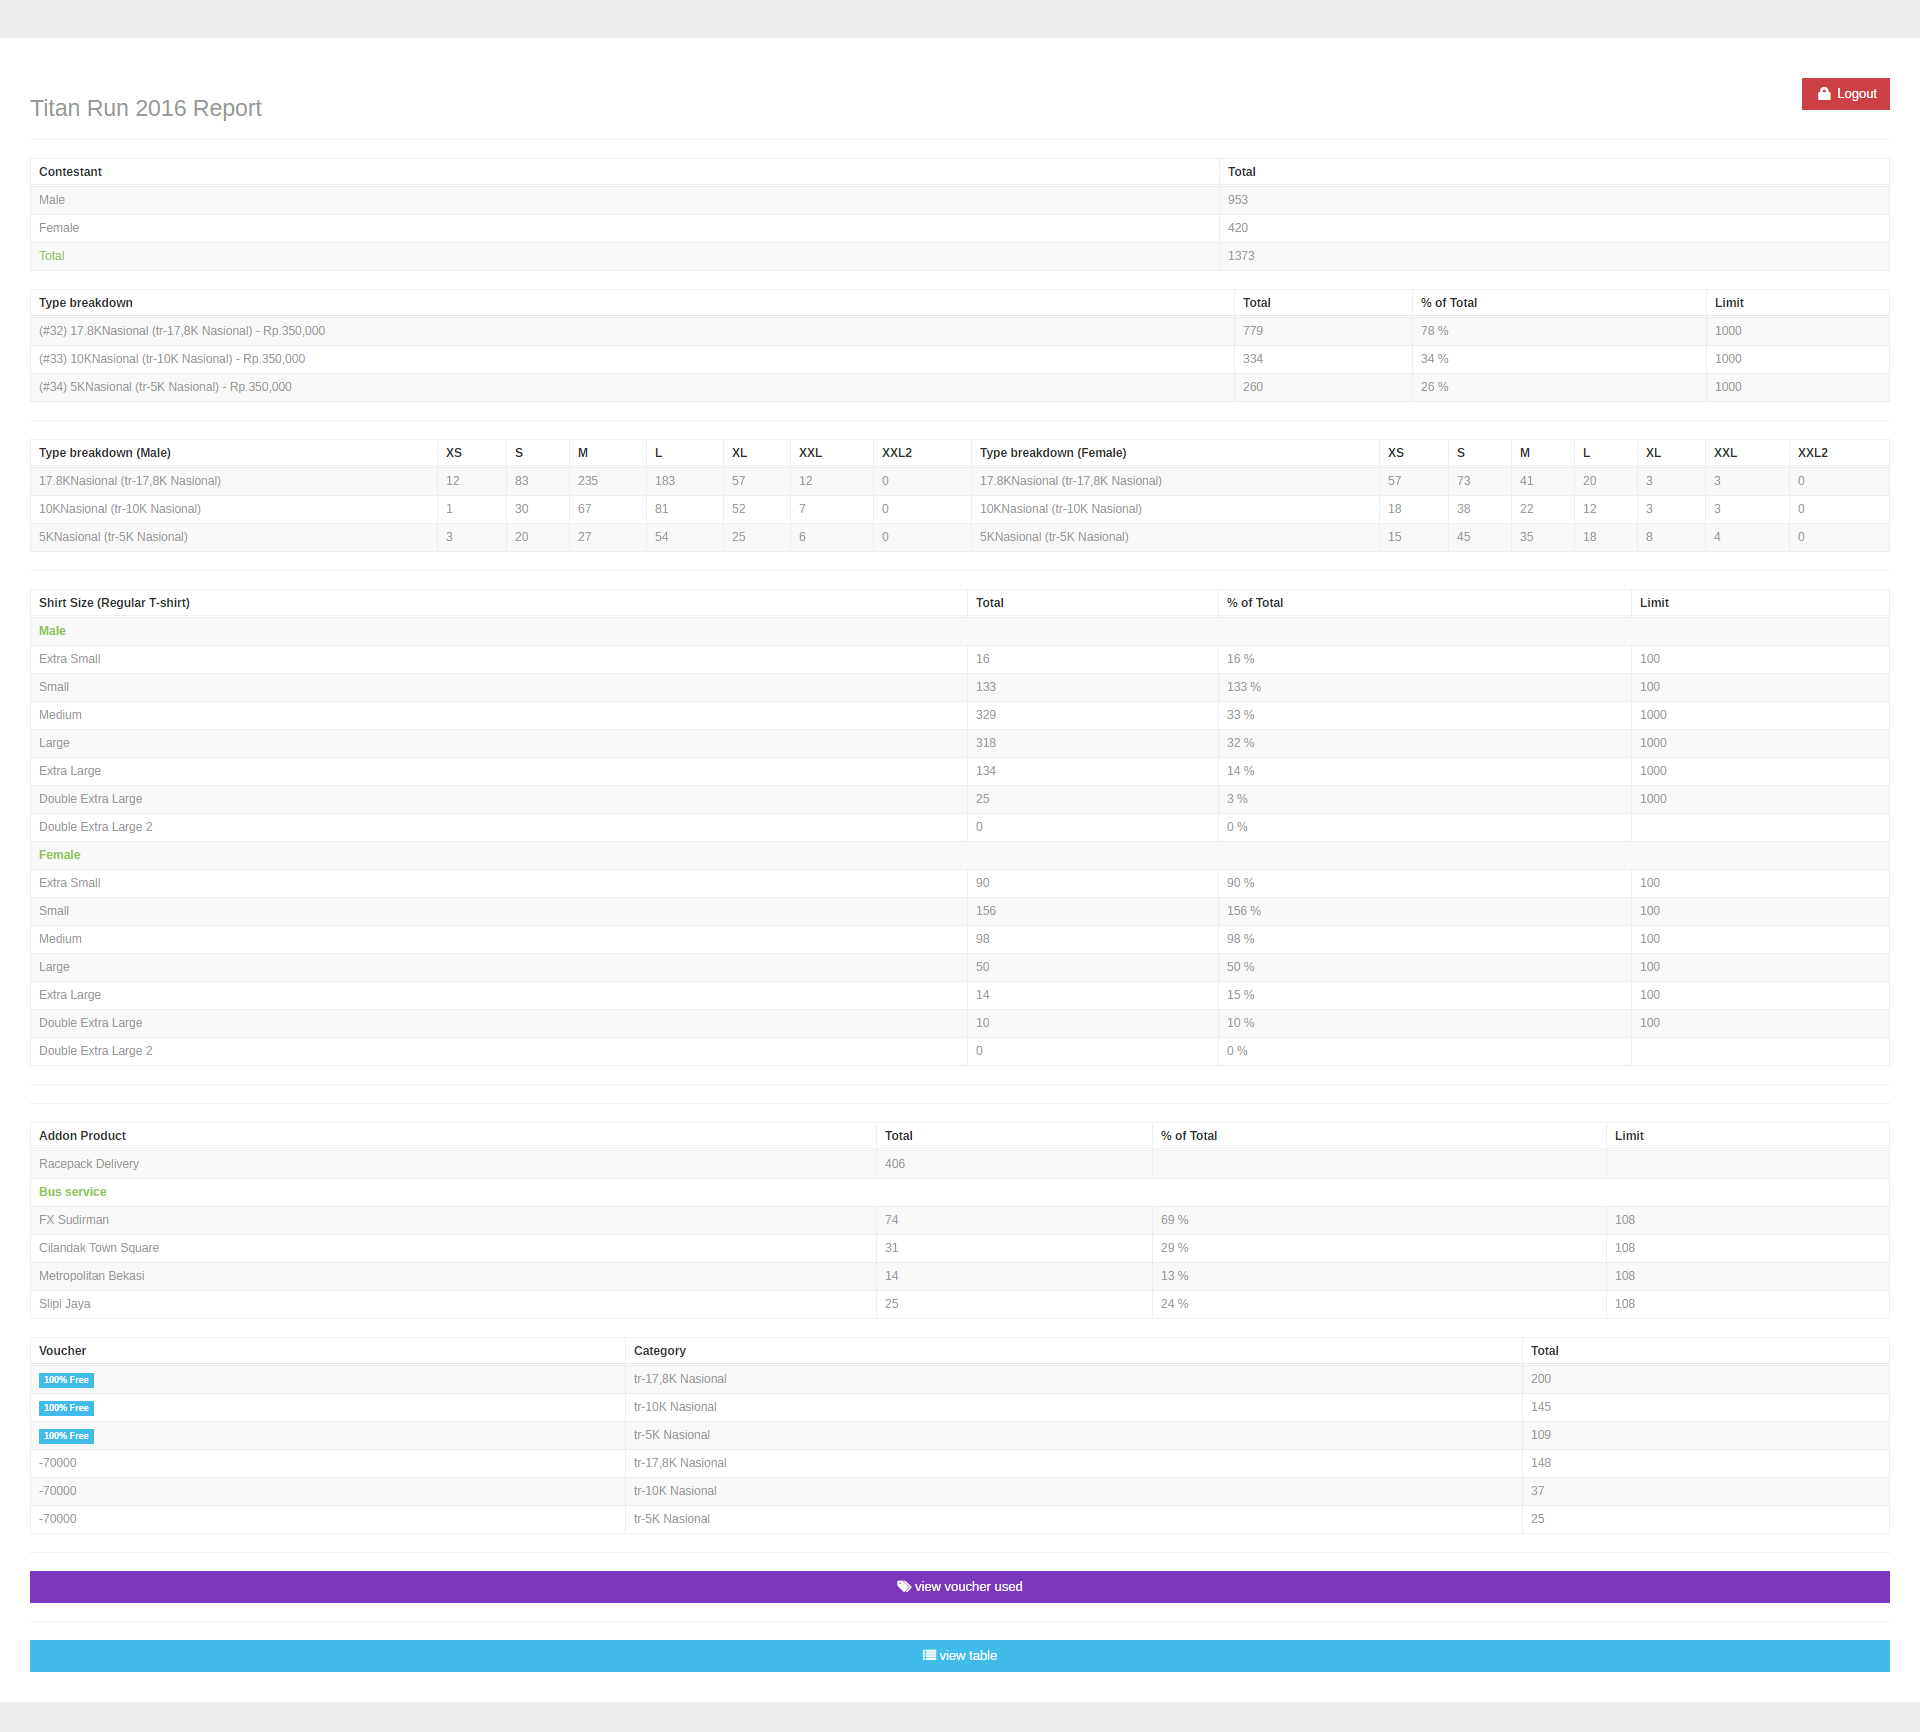 Titan Run 2016 Report
Logout
Contestant Total
Male 953
Female 420
Total 1373
Type breakdown Total % of Total Limit
(#32) 17.8KNasional (tr-17,8K Nasional) - Rp.350,000 779 78 % 1000
(#33) 10KNasional (tr-10K Nasional) - Rp.350,000 334 34 % 1000
(#34) 5KNasional (tr-5K Nasional) - Rp.350,000 260 26 % 1000
Type breakdown (Male) XS S M L XL XXL XXL2 Type breakdown (Female) XS S M L XL XXL XXL2
17.8KNasional (tr-17,8K Nasional) 12 83 235 183 57 12 0 17.8KNasional (tr-17,8K Nasional) 57 73 41 20 3 3 0
10KNasional (tr-10K Nasional) 1 30 67 81 52 7 0 10KNasional (tr-10K Nasional) 18 38 22 12 3 3 0
5KNasional (tr-5K Nasional) 3 20 27 54 25 6 0 5KNasional (tr-5K Nasional) 15 45 35 18 8 4 0
Shirt Size (Regular T-shirt) Total % of Total Limit
Male
Extra Small 16 16 % 100
Small 133 133 % 100
Medium 329 33 % 1000
Large 318 32 % 1000
Extra Large 134 14 % 1000
Double Extra Large 25 3 % 1000
Double Extra Large 2 0 0 %
Female
Extra Small 90 90 % 100
Small 156 156 % 100
Medium 98 98 % 100
Large 50 50 % 100
Extra Large 14 15 % 100
Double Extra Large 10 10 % 100
Double Extra Large 2 0 0 %
Addon Product Total % of Total Limit
Racepack Delivery 406
Bus service
FX Sudirman 74 69 % 108
Cilandak Town Square 31 29 % 108
Metropolitan Bekasi 14 13 % 108
Slipi Jaya 25 24 % 108
Voucher Category Total
100% Free tr-17,8K Nasional 200
100% Free tr-10K Nasional 145
100% Free tr-5K Nasional 109
-70000 tr-17,8K Nasional 148
-70000 tr-10K Nasional 37
-70000 tr-5K Nasional 25
view voucher used
view table